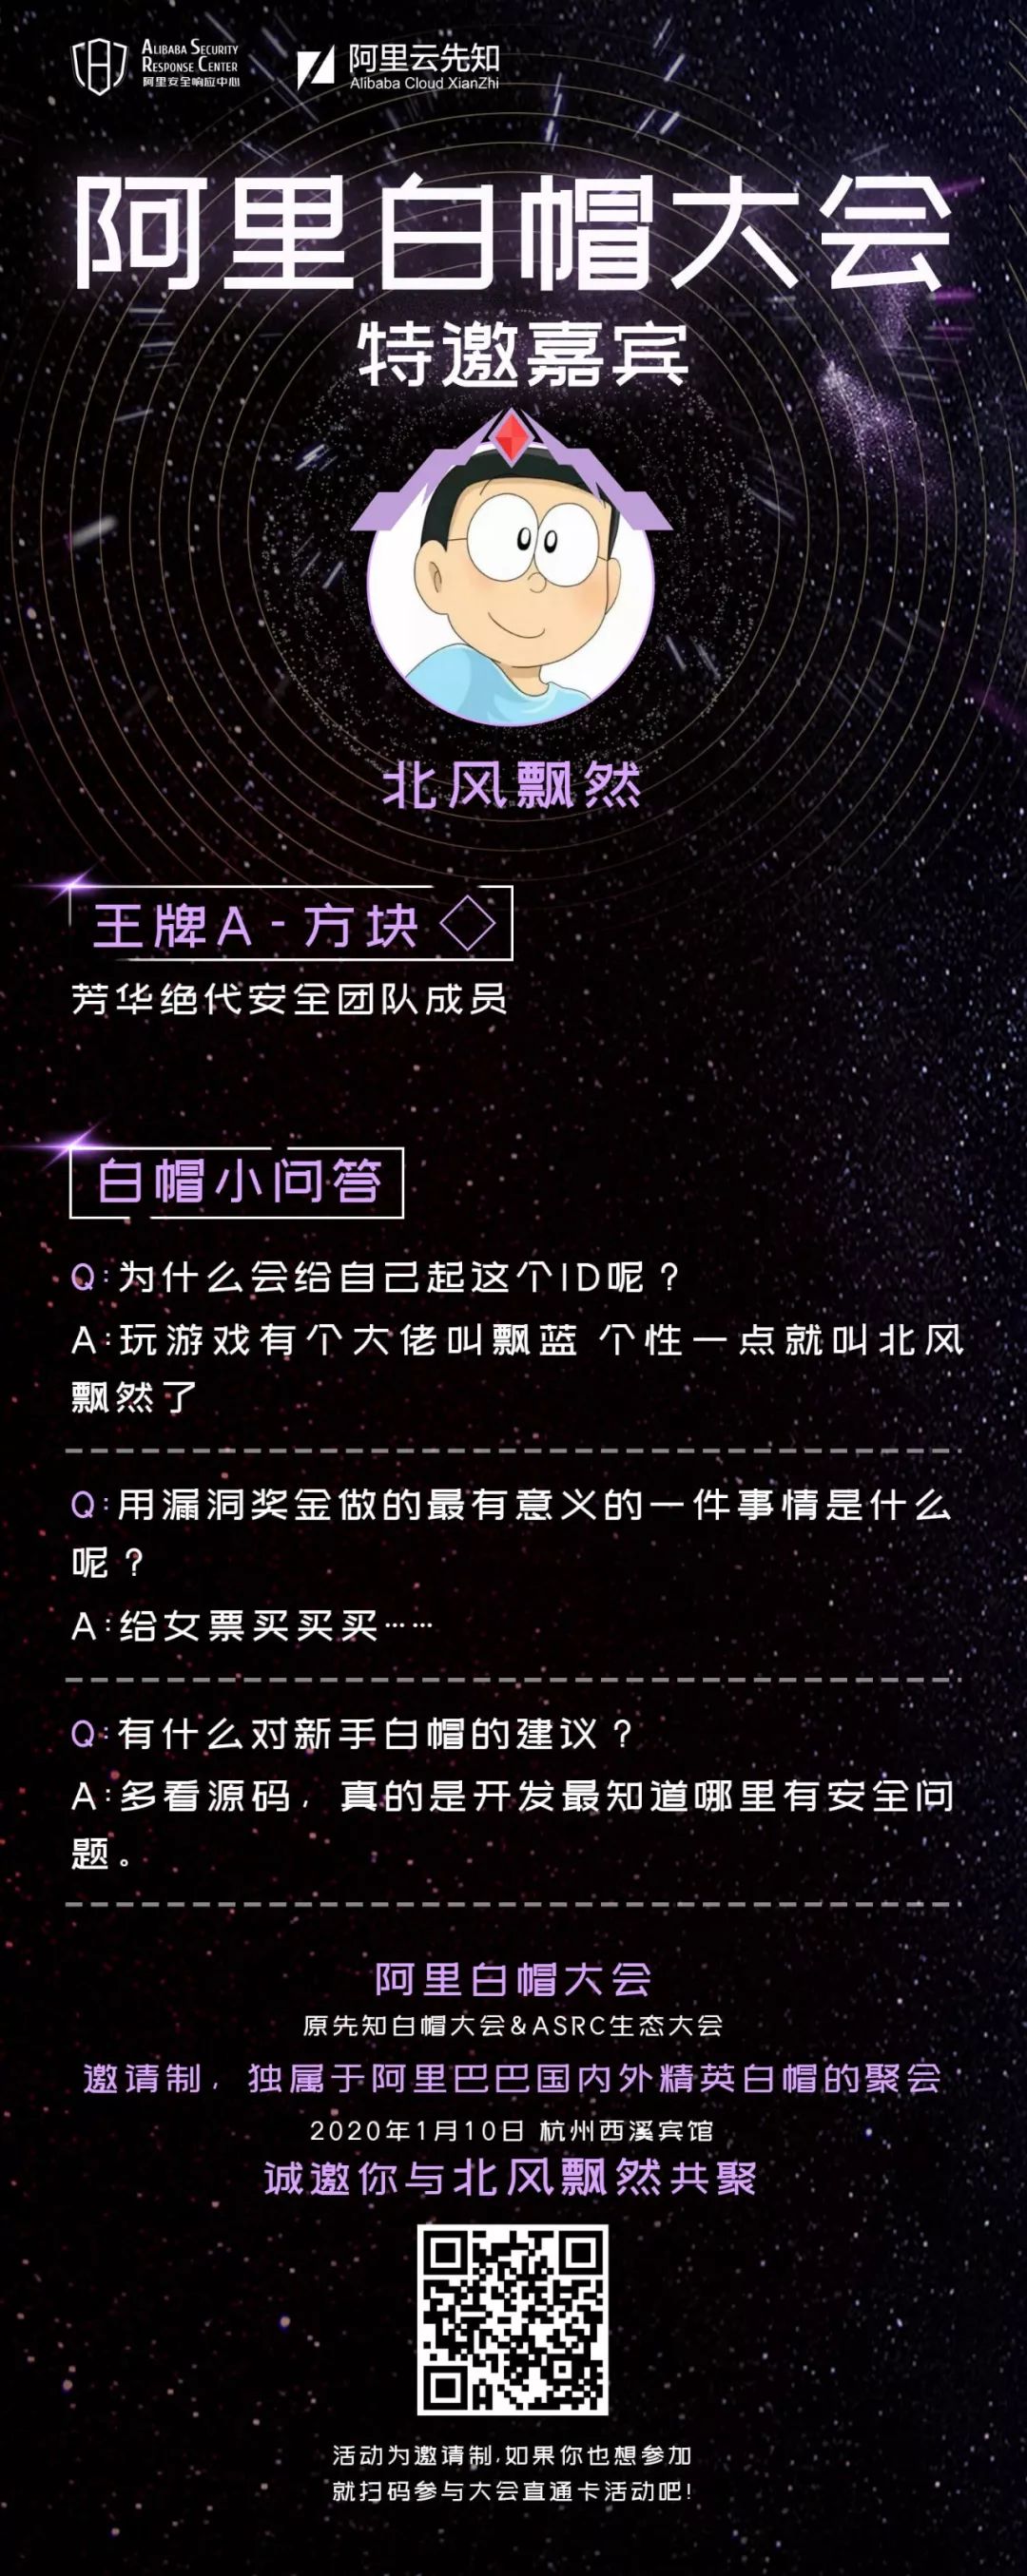 ALIBABA SECURITY
RESPONSE CENTER
阿里安全响应中心
阿里云先知
Alibaba Cloud XianZhi
阿里白帽大会
特邀嘉宾
北风飘然
王牌A-方块
芳华绝代安全团队成员
白帽小问答
Q:为什么会给自己起这个ID呢?
A:玩游戏有个大佬叫飘蓝 个性一点就叫北风
飘然了
Q:用漏洞奖金做的最有意义的一件事情是什么
呢?
A:给女票买买买……
Q:有什么对新手白帽的建议?
A:多看源码,真的是开发最知道哪里有安全问
题。
阿里白帽大会
原先知白帽大会&ASRC生态大会
邀请制,独属于阿里巴巴国内外精英白帽的聚会
2020年1月10日 杭州西溪宾馆
诚邀你与北风飘然共聚
活动为邀请制,如果你也想参加
就扫码参与大会直通卡活动吧!